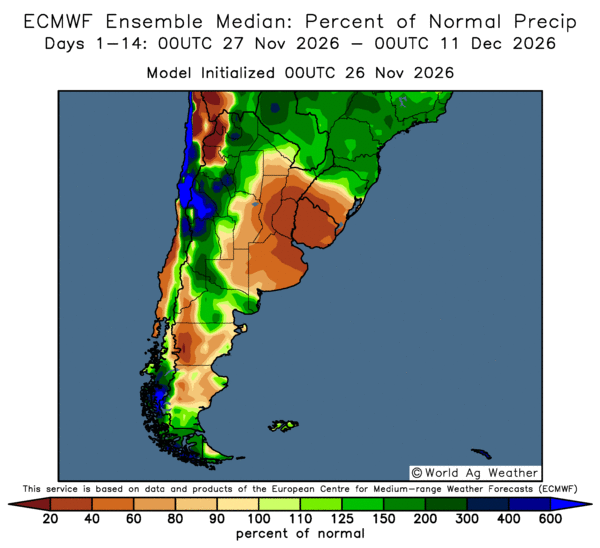 ECMWF Ensemble Median: Percent of Normal Precip
Days 1−14: 00UTC 27 Nov 2026 − 00UTC 11 Dec 2026
Model Initialized 00UTC 26 Nov 2026
©World Ag Weather
This service is based on data and products of the European Centre for Medium-range Weather Forecasts (ECMWF)
20 40 60 80 90 100 110 125 150 200 300 400 600
percent of normal